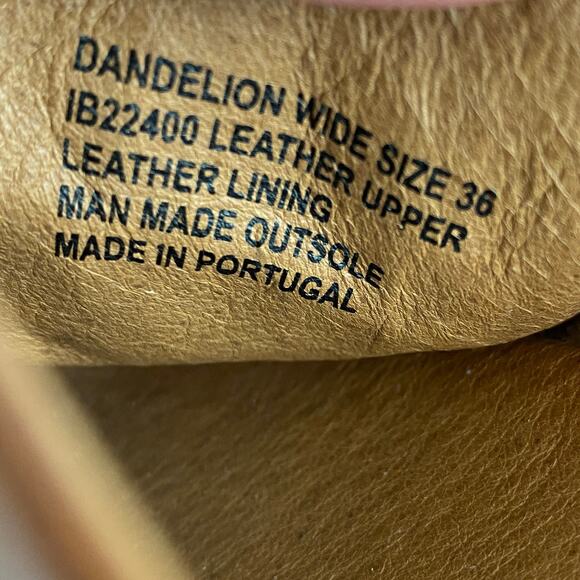 DANDELION WIDE SIZE 36
IB22400 LEATHER UPPER
LEATHER LINING
MAN MADE OUTSOLE
MADE IN PORTUGAL